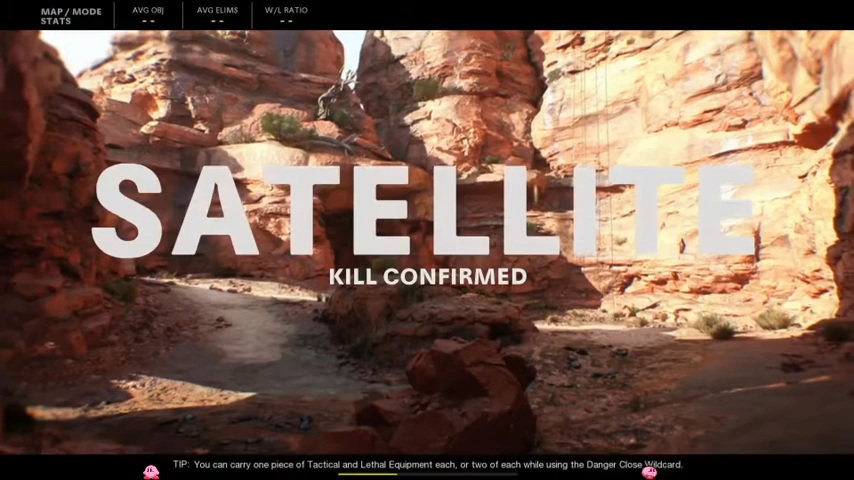 MAP / MODE
STATS
AVG OBJ
--
AVG ELIMS
--
W/L RATIO
--
SATELLITE
KILL CONFIRMED
TIP: You can carry one piece of Tactical and Lethal Equipment each, or two of each while using the Danger Close Wildcard.